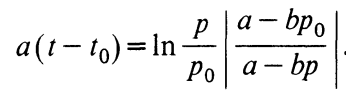 a(t − t₀) = ln p/p₀ |(a − bp₀)/(a − bp)|.